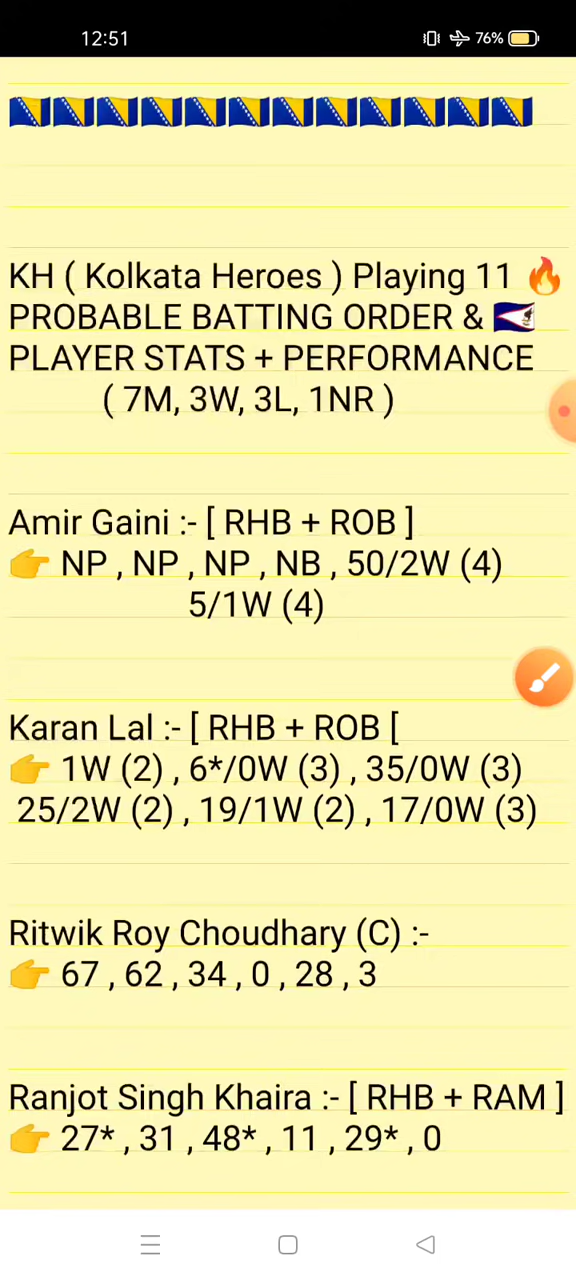 12:51 76%
KH ( Kolkata Heroes ) Playing 11 🔥
PROBABLE BATTING ORDER & 🇦🇸
PLAYER STATS + PERFORMANCE
( 7M, 3W, 3L, 1NR )
Amir Gaini :- [ RHB + ROB ]
👉 NP , NP , NP , NB , 50/2W (4)
5/1W (4)
Karan Lal :- [ RHB + ROB [
👉 1W (2) , 6*/0W (3) , 35/0W (3)
25/2W (2) , 19/1W (2) , 17/0W (3)
Ritwik Roy Choudhary (C) :-
👉 67 , 62 , 34 , 0 , 28 , 3
Ranjot Singh Khaira :- [ RHB + RAM ]
👉 27* , 31 , 48* , 11 , 29* , 0